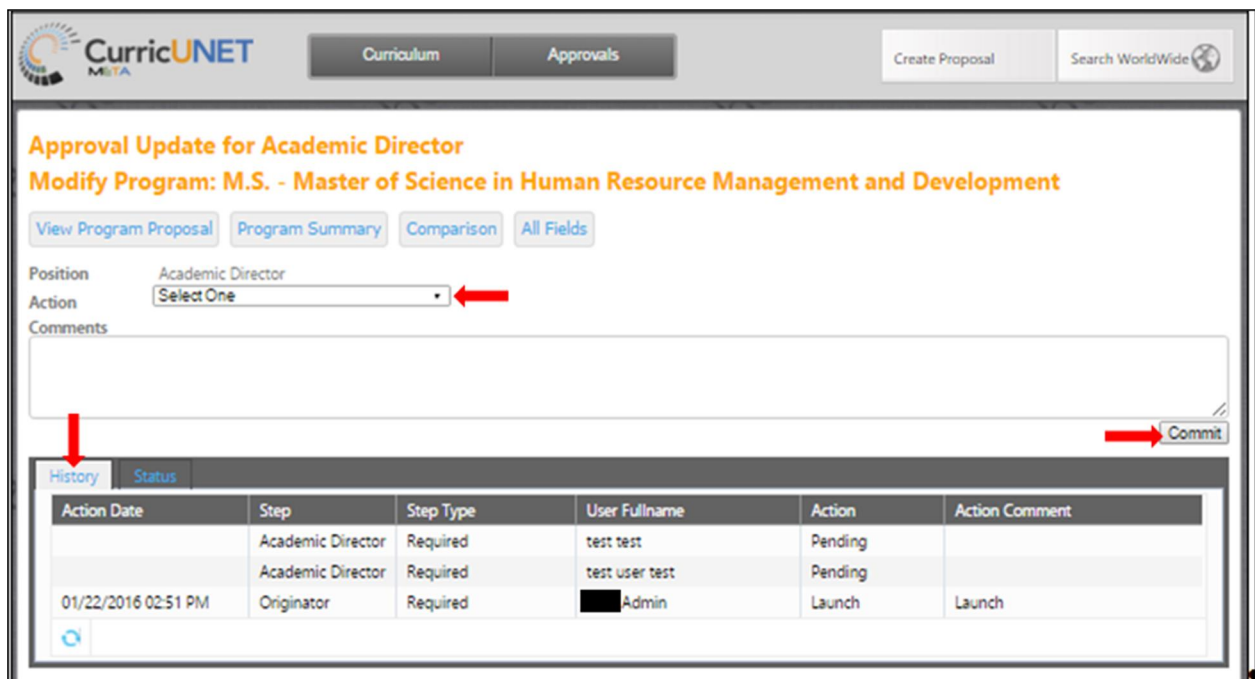 CurricUNET
META
Curriculum
Approvals
Create Proposal
Search WorldWide
Approval Update for Academic Director
Modify Program: M.S. - Master of Science in Human Resource Management and Development
View Program Proposal Program Summary Comparison All Fields
Position Academic Director
Action Select One
Comments
Commit
History Status
Action Date Step Step Type User Fullname Action Action Comment
Academic Director Required test test Pending
Academic Director Required test user test Pending
01/22/2016 02:51 PM Originator Required Admin Launch Launch